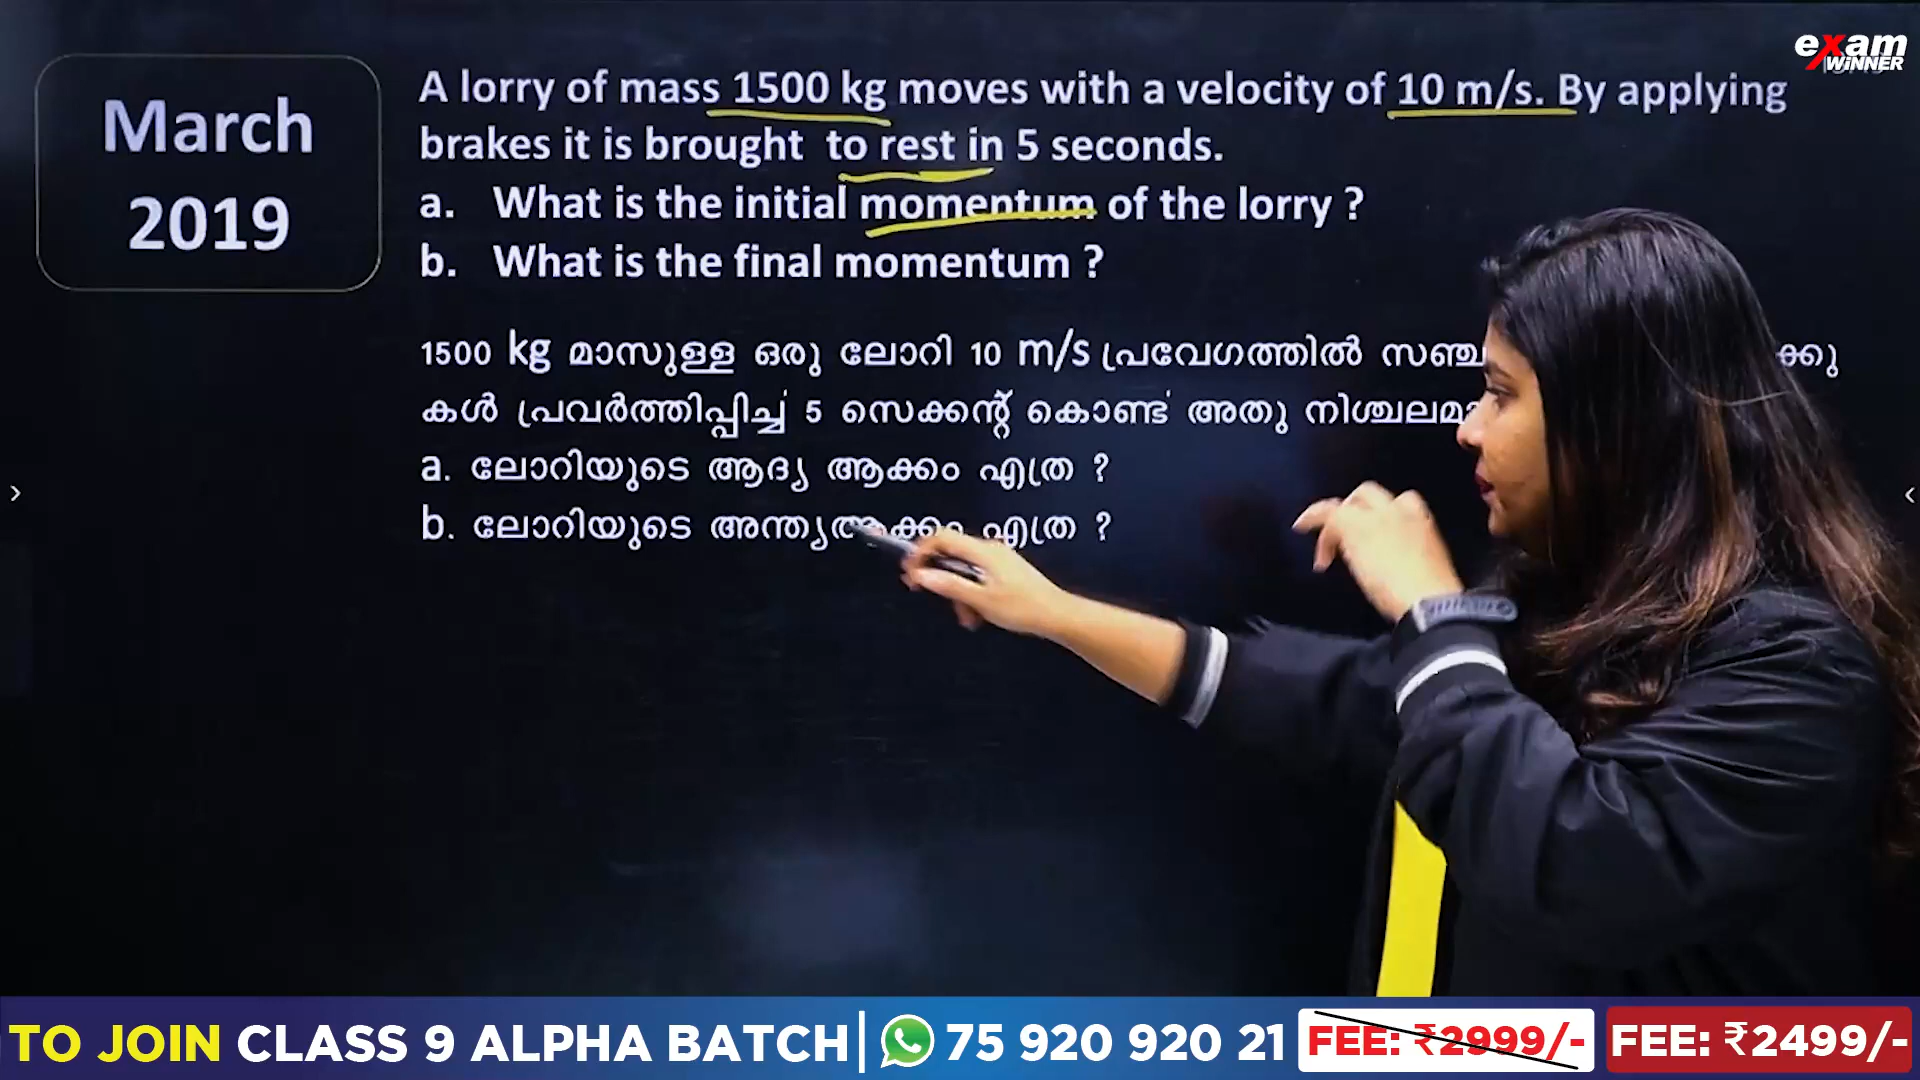 exam
WINNER
March
2019
A lorry of mass 1500 kg moves with a velocity of 10 m/s. By applying
brakes it is brought to rest in 5 seconds.
a. What is the initial momentum of the lorry ?
b. What is the final momentum ?
1500 kg മാസുള്ള ഒരു ലോറി 10 m/s പ്രവേഗത്തിൽ
കൾ പ്രവർത്തിപ്പിച്ച് 5 സെക്കന്റ് കൊണ്ട് അതു
a. ലോറിയുടെ ആദ്യ ആക്കം എത്ര ?
b. ലോറിയുടെ അന്ത്യആക്കം എത്ര ?
TO JOIN CLASS 9 ALPHA BATCH 75 920 920 21 FEE: ₹2999/- FEE: ₹2499/-